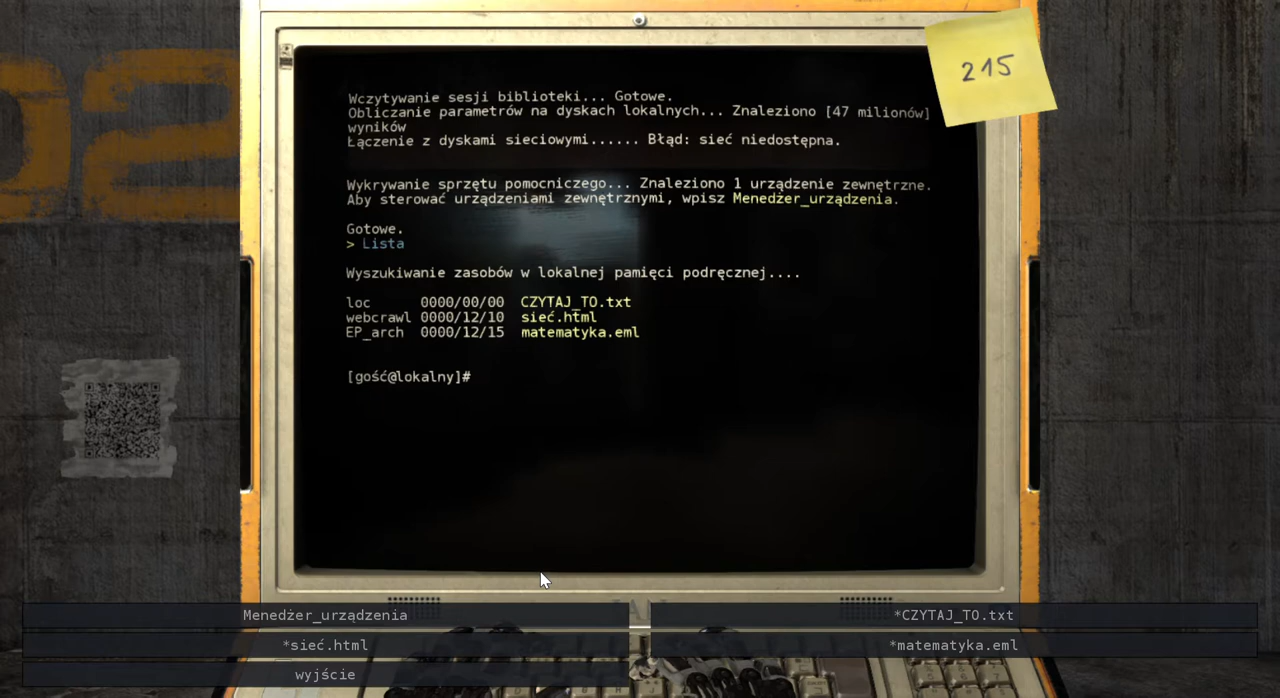 02
215
Wczytywanie sesji biblioteki... Gotowe.
Obliczanie parametrów na dyskach lokalnych... Znaleziono [47 milionów]
wyników
Łączenie z dyskami sieciowymi...... Błąd: sieć niedostępna.
Wykrywanie sprzętu pomocniczego... Znaleziono 1 urządzenie zewnętrzne.
Aby sterować urządzeniami zewnętrznymi, wpisz Menedżer_urządzenia.
Gotowe.
> Lista
Wyszukiwanie zasobów w lokalnej pamięci podręcznej....
loc 0000/00/00 CZYTAJ_TO.txt
webcrawl 0000/12/10 sieć.html
EP_arch 0000/12/15 matematyka.eml
[gość@lokalny]#
Menedżer_urządzenia
*CZYTAJ_TO.txt
*sieć.html
*matematyka.eml
wyjście